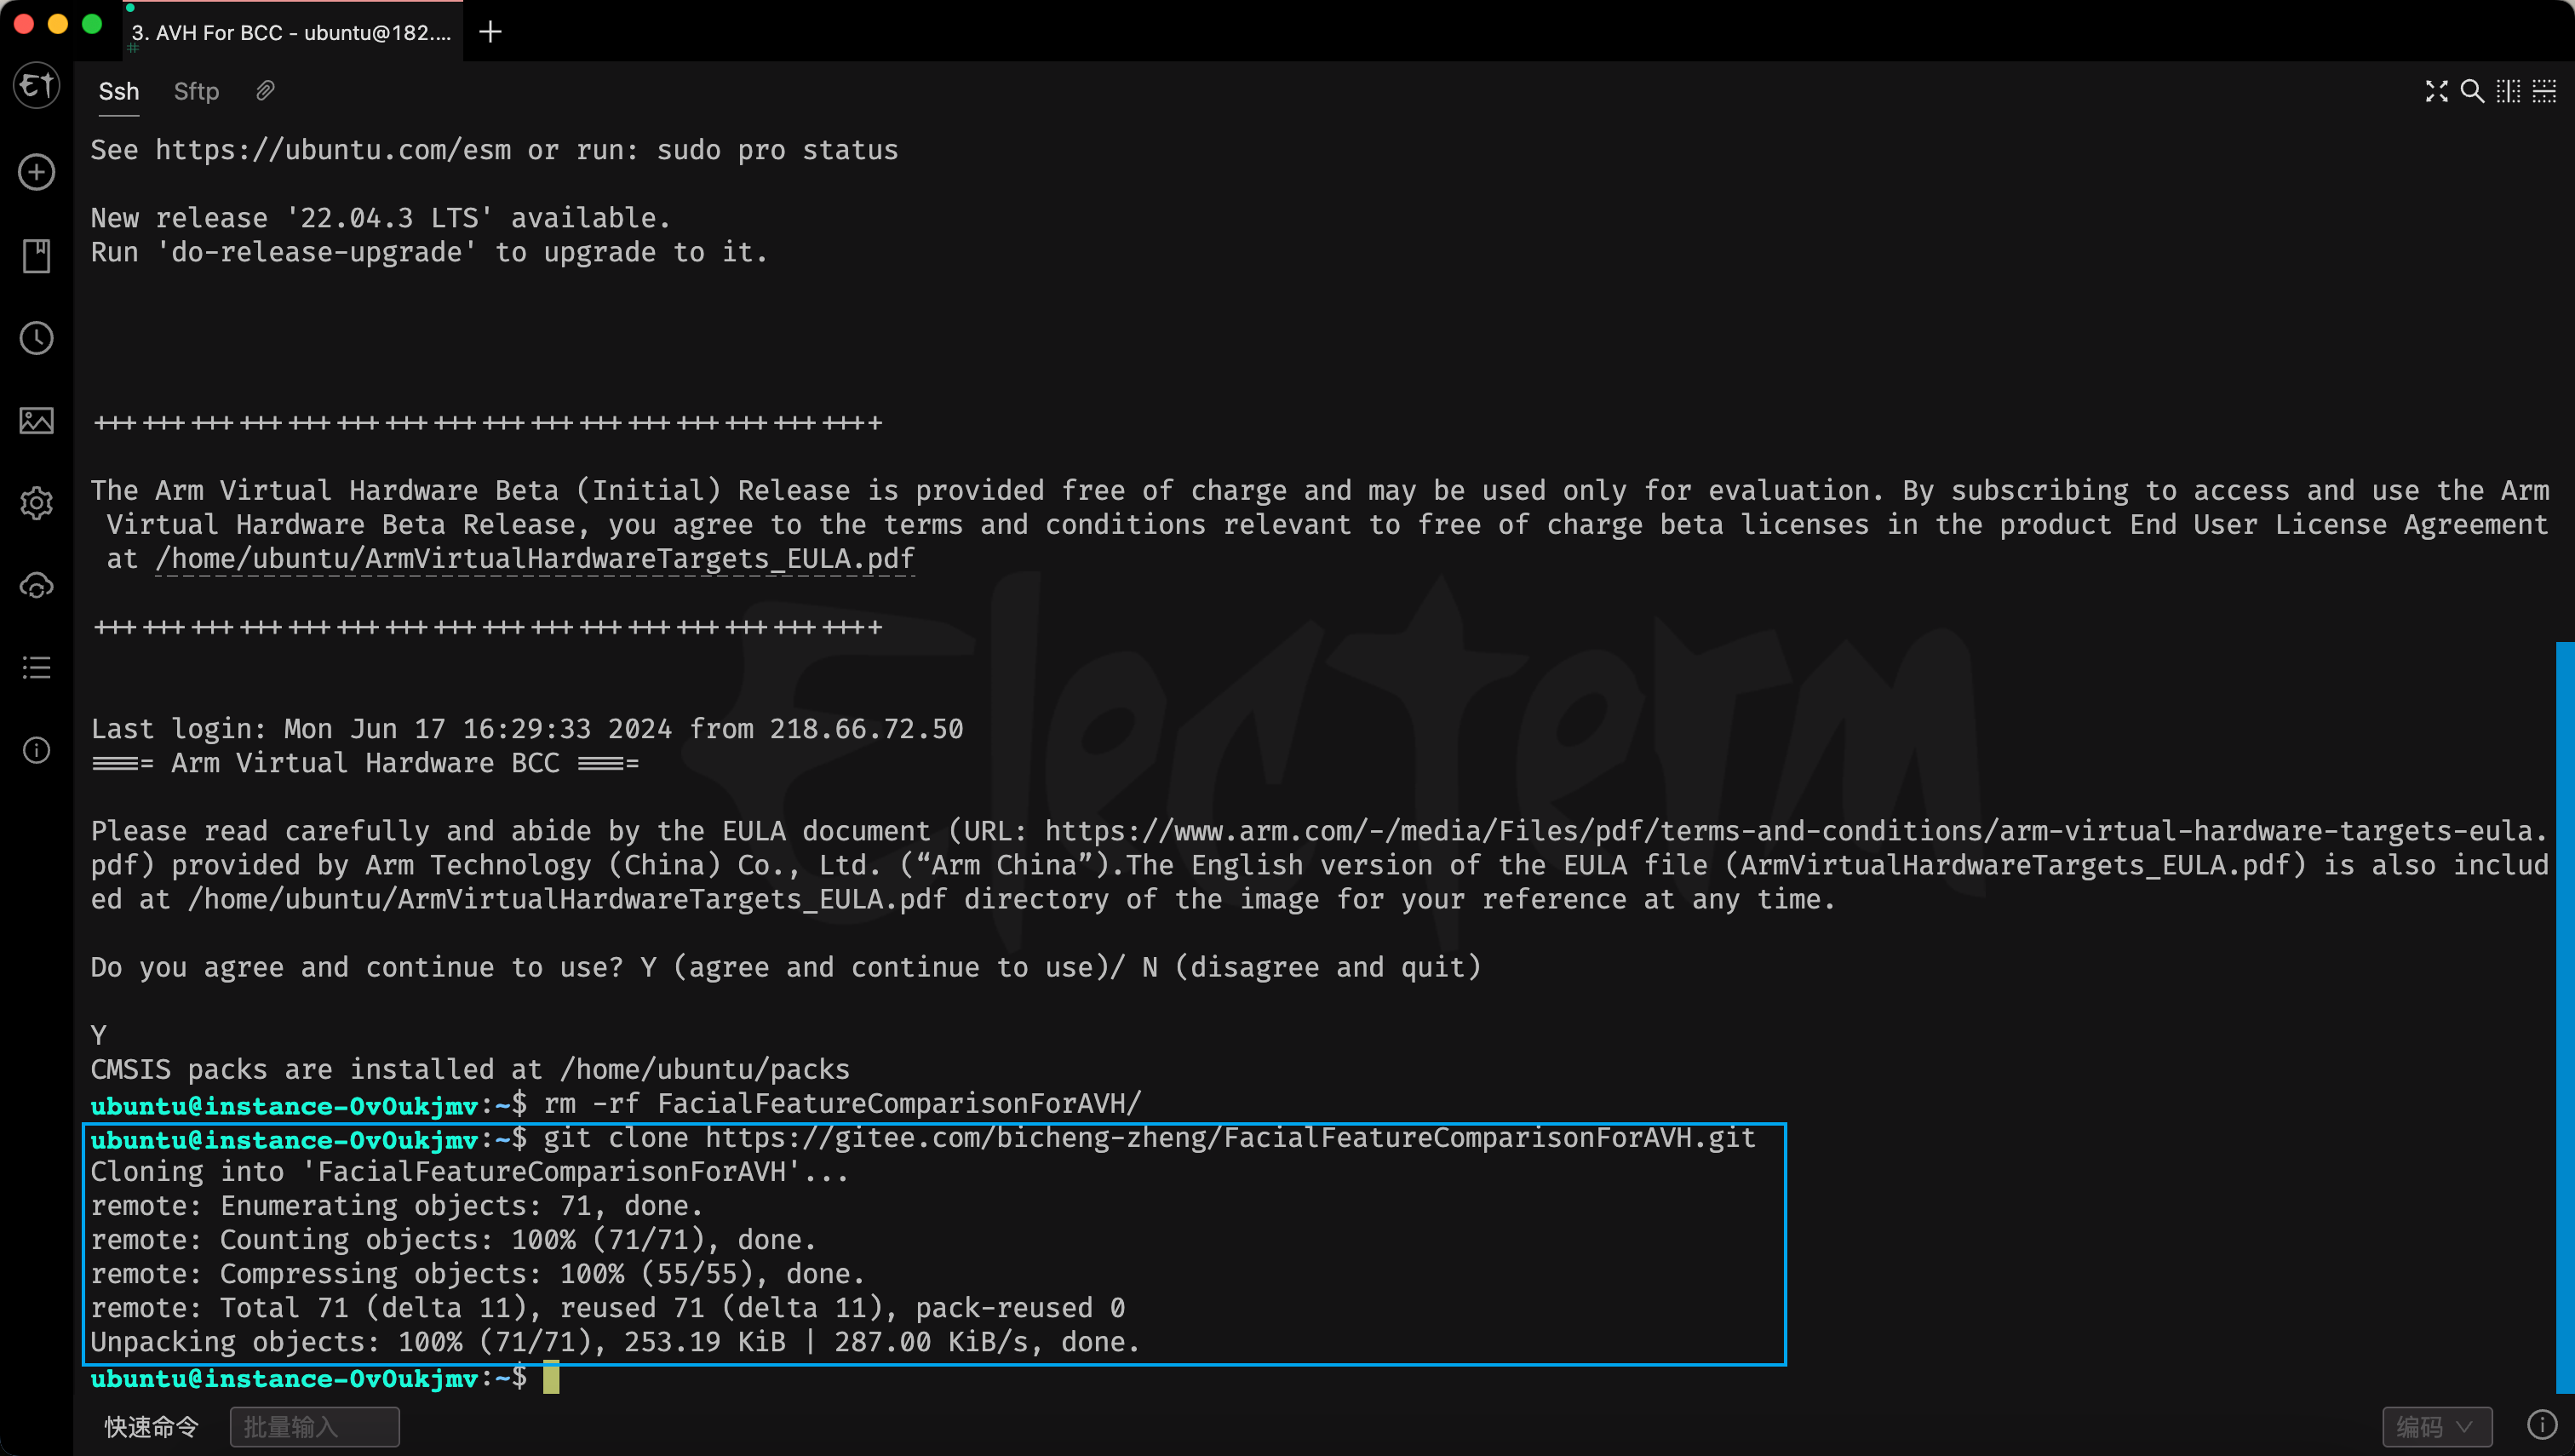 3. AVH For BCC - ubuntu@182....
Ssh Sftp
See https://ubuntu.com/esm or run: sudo pro status
New release '22.04.3 LTS' available.
Run 'do-release-upgrade' to upgrade to it.
+++++++++++++++++++++++++++++++++++++++++++++++++
The Arm Virtual Hardware Beta (Initial) Release is provided free of charge and may be used only for evaluation. By subscribing to access and use the Arm
Virtual Hardware Beta Release, you agree to the terms and conditions relevant to free of charge beta licenses in the product End User License Agreement
at /home/ubuntu/ArmVirtualHardwareTargets_EULA.pdf
+++++++++++++++++++++++++++++++++++++++++++++++++
Electerm
Last login: Mon Jun 17 16:29:33 2024 from 218.66.72.50
==== Arm Virtual Hardware BCC ====
Please read carefully and abide by the EULA document (URL: https://www.arm.com/-/media/Files/pdf/terms-and-conditions/arm-virtual-hardware-targets-eula.
pdf) provided by Arm Technology (China) Co., Ltd. (“Arm China”).The English version of the EULA file (ArmVirtualHardwareTargets_EULA.pdf) is also includ
ed at /home/ubuntu/ArmVirtualHardwareTargets_EULA.pdf directory of the image for your reference at any time.
Do you agree and continue to use? Y (agree and continue to use)/ N (disagree and quit)
Y
CMSIS packs are installed at /home/ubuntu/packs
ubuntu@instance-0v0ukjmv:~$ rm -rf FacialFeatureComparisonForAVH/
ubuntu@instance-0v0ukjmv:~$ git clone https://gitee.com/bicheng-zheng/FacialFeatureComparisonForAVH.git
Cloning into 'FacialFeatureComparisonForAVH'...
remote: Enumerating objects: 71, done.
remote: Counting objects: 100% (71/71), done.
remote: Compressing objects: 100% (55/55), done.
remote: Total 71 (delta 11), reused 71 (delta 11), pack-reused 0
Unpacking objects: 100% (71/71), 253.19 KiB | 287.00 KiB/s, done.
ubuntu@instance-0v0ukjmv:~$
快速命令 批量输入 编码